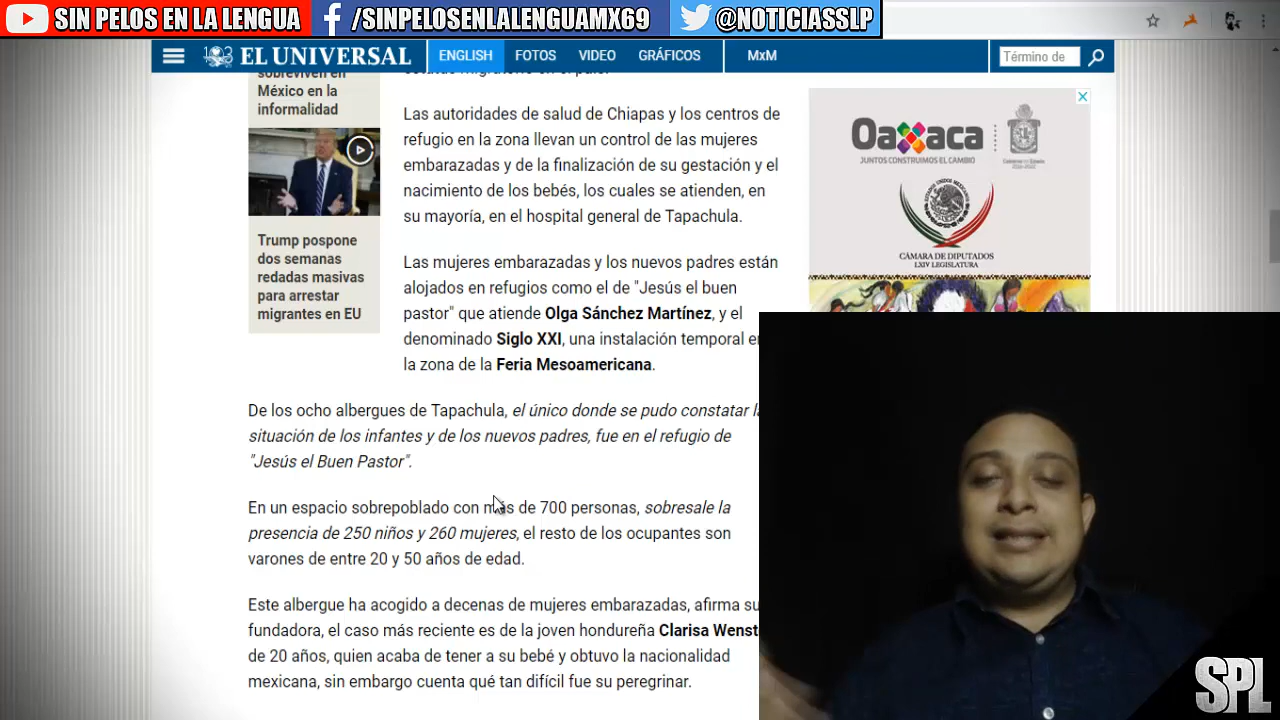 SIN PELOS EN LA LENGUA
/SINPELOSENLALENGUAMX69
@NOTICIASSLP
EL UNIVERSAL
ENGLISH
FOTOS
VIDEO
GRÁFICOS
MxM
Término de
sobreviven en
México en la
informalidad
Trump pospone
dos semanas
redadas masivas
para arrestar
migrantes en EU
Las autoridades de salud de Chiapas y los centros de
refugio en la zona llevan un control de las mujeres
embarazadas y de la finalización de su gestación y el
nacimiento de los bebés, los cuales se atienden, en
su mayoría, en el hospital general de Tapachula.
Las mujeres embarazadas y los nuevos padres están
alojados en refugios como el de "Jesús el buen
pastor" que atiende Olga Sánchez Martínez, y el
denominado Siglo XXI, una instalación temporal en
la zona de la Feria Mesoamericana.
De los ocho albergues de Tapachula, el único donde se pudo constatar la
situación de los infantes y de los nuevos padres, fue en el refugio de
"Jesús el Buen Pastor".
En un espacio sobrepoblado con más de 700 personas, sobresale la
presencia de 250 niños y 260 mujeres, el resto de los ocupantes son
varones de entre 20 y 50 años de edad.
Este albergue ha acogido a decenas de mujeres embarazadas, afirma su
fundadora, el caso más reciente es de la joven hondureña Clarisa Wenst
de 20 años, quien acaba de tener a su bebé y obtuvo la nacionalidad
mexicana, sin embargo cuenta qué tan difícil fue su peregrinar.
Oaxaca
JUNTOS CONSTRUIMOS EL CAMBIO
CÁMARA DE DIPUTADOS
LXIV LEGISLATURA
SPL